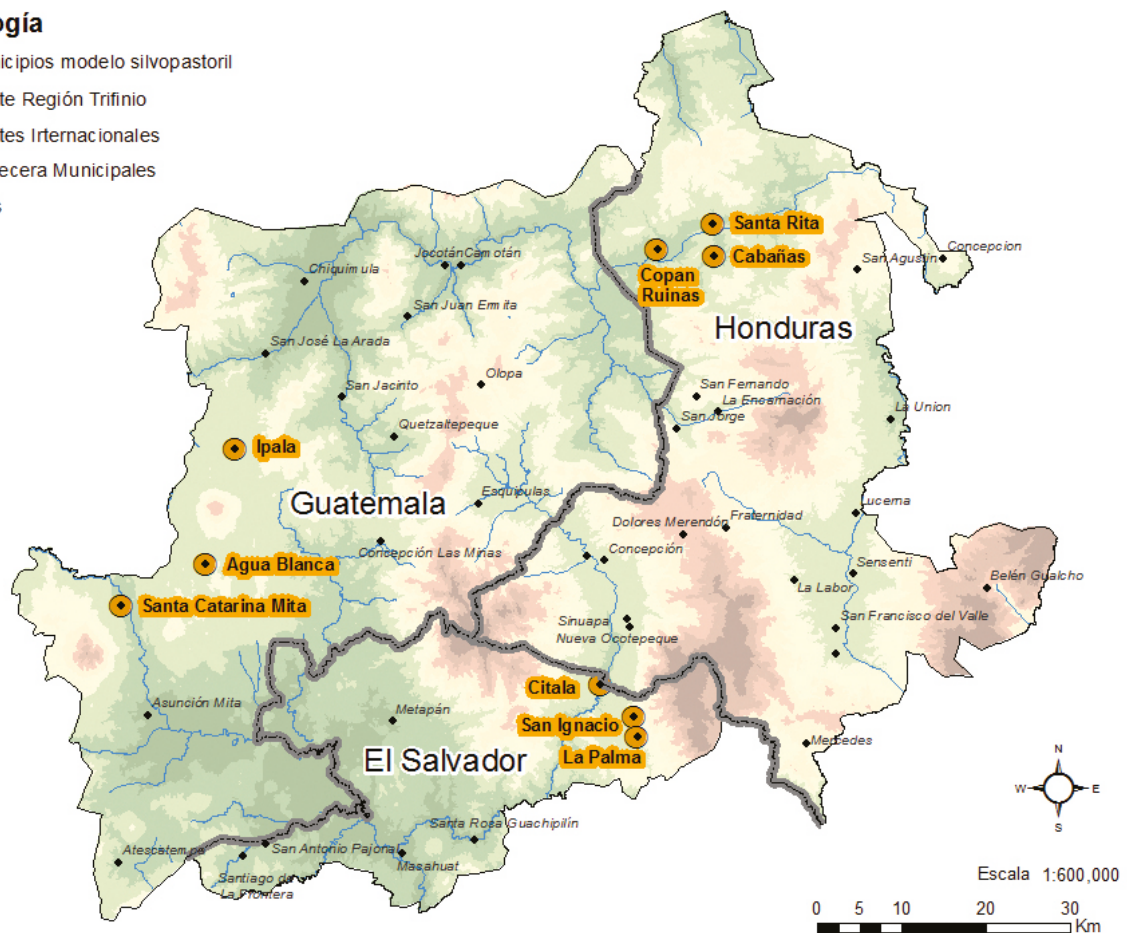 ogía
icipios modelo silvopastoril
te Región Trifinio
tes Irternacionales
ecera Municipales
s
Santa Rita
Concepcion
Jocotán
Camotán
Copan
Ruinas
Cabañas
San Agustin
Chiquimula
San Juan Ermita
Honduras
San José La Arada
San Jacinto
Olopa
San Fernando
La Encarnación
San Jorge
La Union
Quetzaltepeque
Ipala
Guatemala
Esquipulas
Lucerna
Dolores Merendón
Fraternidad
Concepción Las Minas
Concepción
Agua Blanca
Sensenti
La Labor
Belén Gualcho
Santa Catarina Mita
Sinuapa
Nueva Ocotepeque
San Francisco del Valle
Citala
Asunción Mita
Metapán
San Ignacio
La Palma
Mercedes
El Salvador
N
W
E
S
Santa Rosa Guachipilín
Atescatempa
San Antonio Pajonal
Masahuat
Santiago de
La Frontera
Escala 1:600,000
0 5 10 20 30
Km